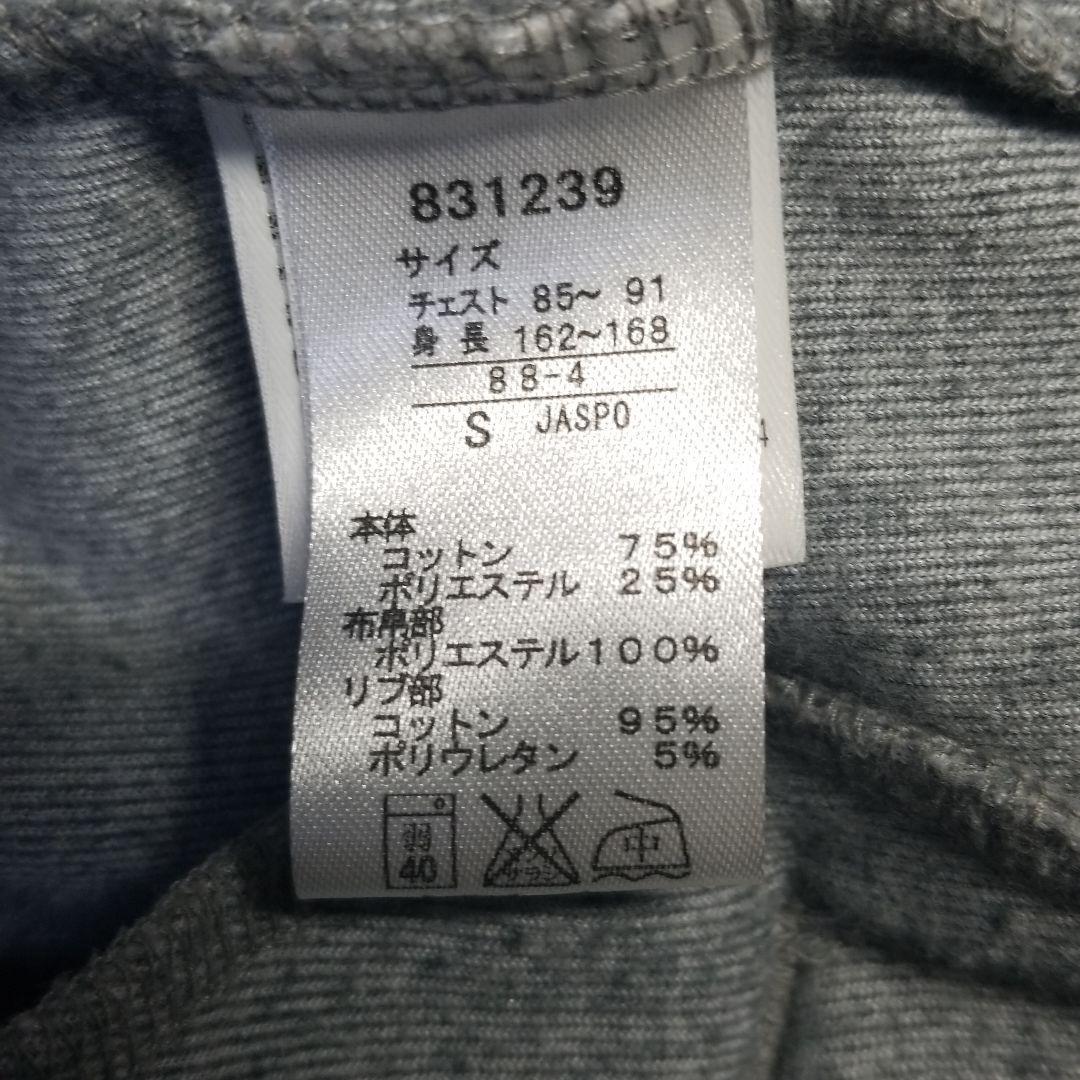 831239
サイズ
チェスト 85~ 91
身 長 162~168
88-4
S JASPO
本体
コットン 75%
ポリエステル 25%
布帛部
ポリエステル100%
リブ部
コットン 95%
ポリウレタン 5%
弱 中
40
4